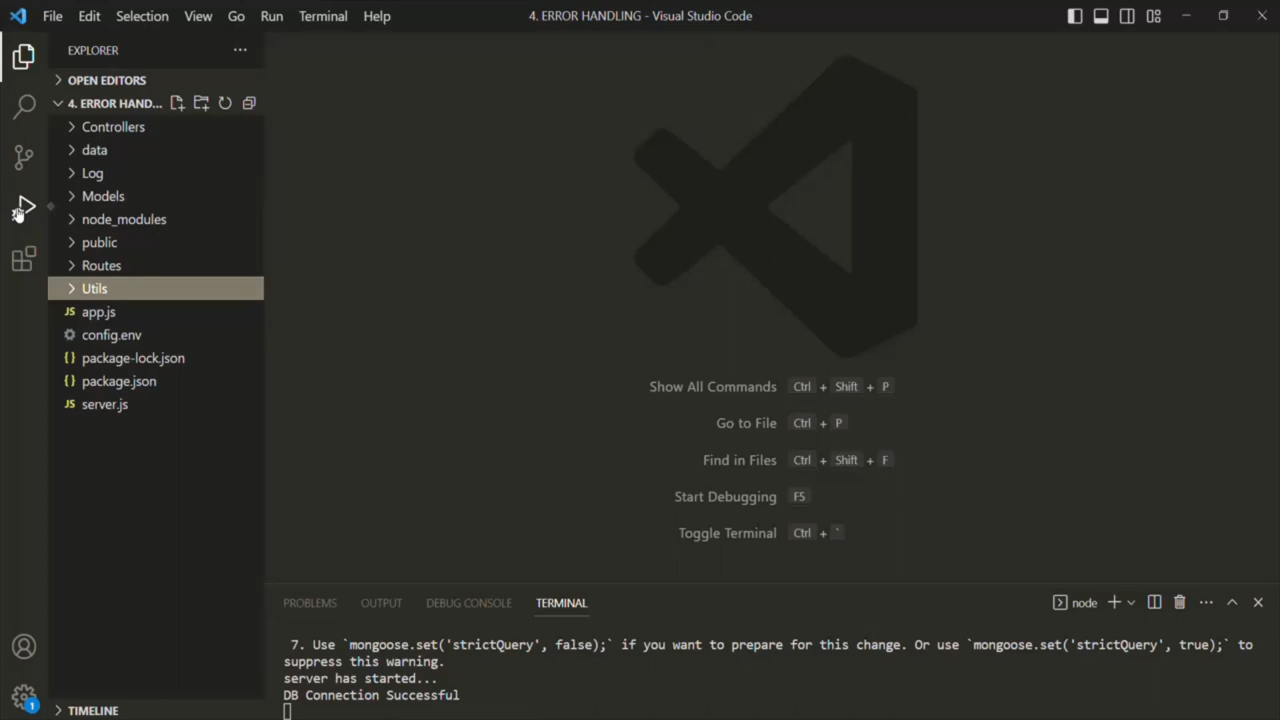 File Edit Selection View Go Run Terminal Help
4. ERROR HANDLING - Visual Studio Code
EXPLORER
OPEN EDITORS
4. ERROR HAND...
Controllers
data
Log
Models
node_modules
public
Routes
Utils
JS app.js
config.env
{} package-lock.json
{} package.json
JS server.js
TIMELINE
1
Show All Commands Ctrl + Shift + P
Go to File Ctrl + P
Find in Files Ctrl + Shift + F
Start Debugging F5
Toggle Terminal Ctrl + `
PROBLEMS OUTPUT DEBUG CONSOLE TERMINAL
node
7. Use `mongoose.set('strictQuery', false);` if you want to prepare for this change. Or use `mongoose.set('strictQuery', true);` to
suppress this warning.
server has started...
DB Connection Successful